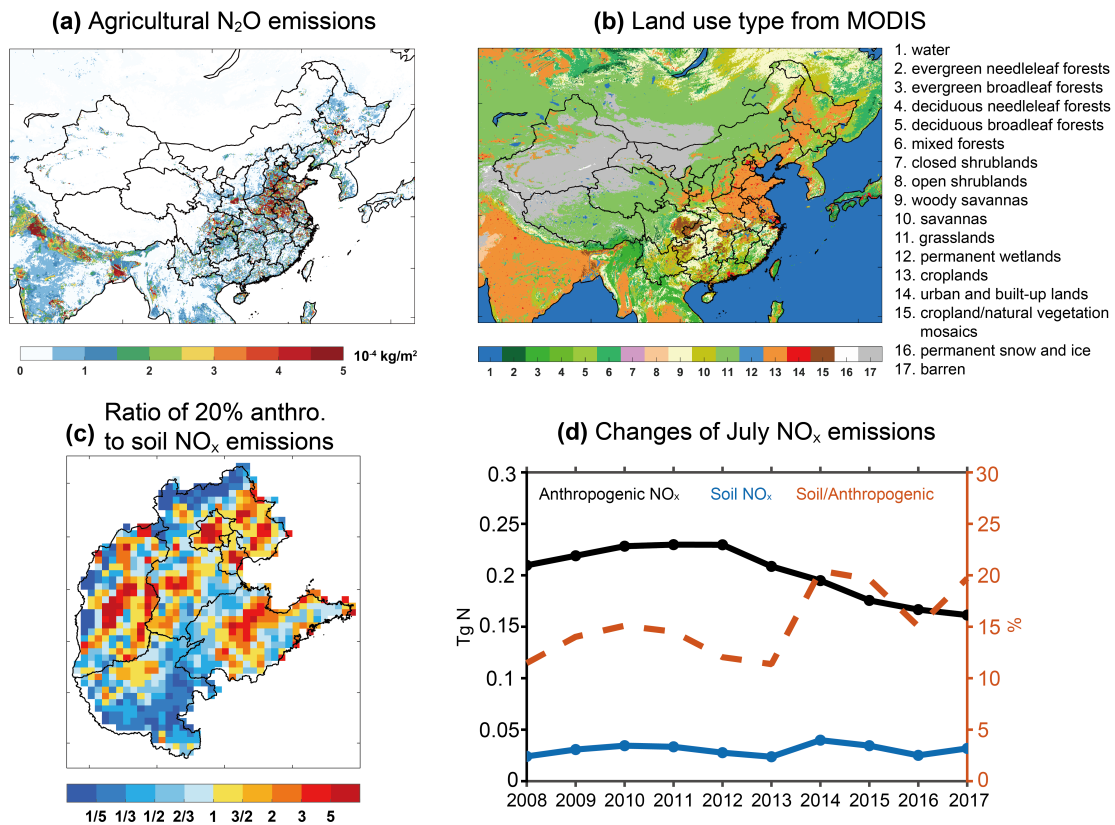 (a) Agricultural N₂O emissions
0 1 2 3 4 5 10⁻⁴ kg/m²
(b) Land use type from MODIS
1. water
2. evergreen needleleaf forests
3. evergreen broadleaf forests
4. deciduous needleleaf forests
5. deciduous broadleaf forests
6. mixed forests
7. closed shrublands
8. open shrublands
9. woody savannas
10. savannas
11. grasslands
12. permanent wetlands
13. croplands
14. urban and built-up lands
15. cropland/natural vegetation
mosaics
16. permanent snow and ice
17. barren
1 2 3 4 5 6 7 8 9 10 11 12 13 14 15 16 17
(c) Ratio of 20% anthro.
to soil NOₓ emissions
1/5 1/3 1/2 2/3 1 3/2 2 3 5
(d) Changes of July NOₓ emissions
Anthropogenic NOₓ Soil NOₓ Soil/Anthropogenic
Tg N
0.3
0.25
0.2
0.15
0.1
0.05
0
30
25
20
15
10
5
0
%
2008 2009 2010 2011 2012 2013 2014 2015 2016 2017